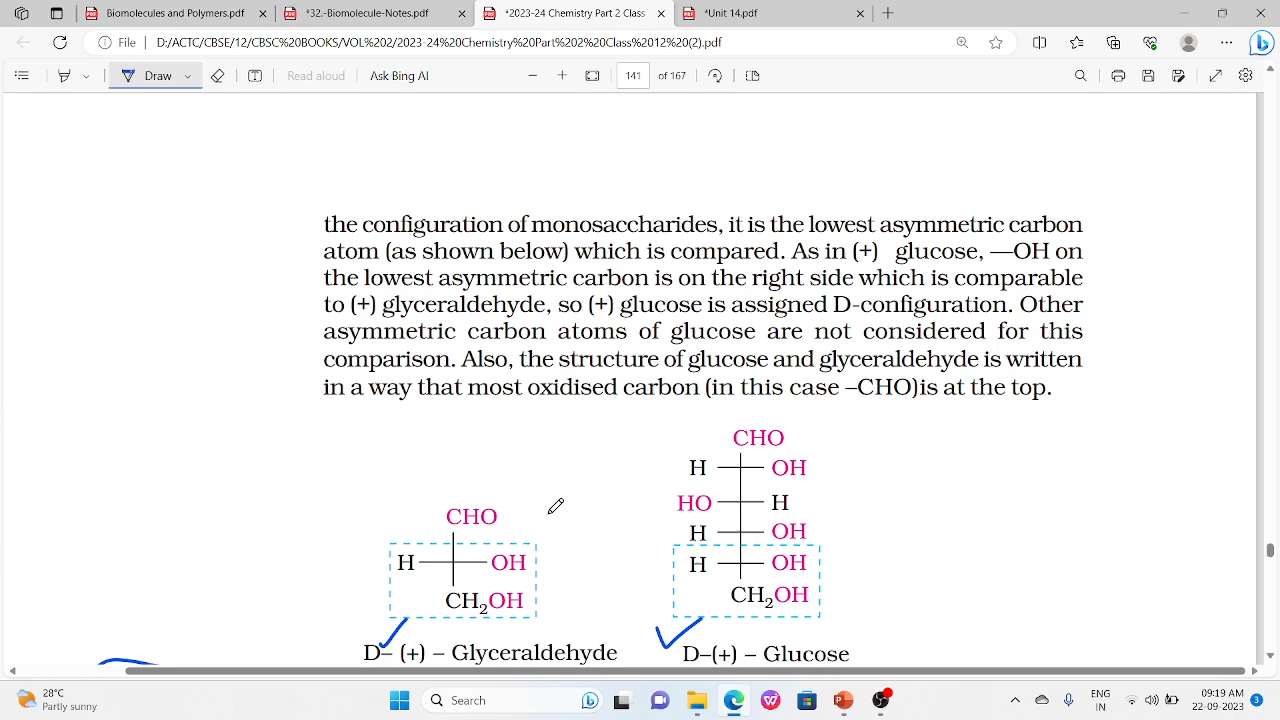 Biomolecules and Polymers.pdf
*32.-Biomolecule-Notes.pdf
*2023-24 Chemistry Part 2 Class
*Unit 14.pdf
File
D:/ACTC/CBSE/12/CBSC%20BOOKS/VOL%202/2023-24%20Chemistry%20Part%202%20Class%2012%20(2).pdf
Draw
Read aloud
Ask Bing AI
141 of 167
the configuration of monosaccharides, it is the lowest asymmetric carbon
atom (as shown below) which is compared. As in (+) glucose, —OH on
the lowest asymmetric carbon is on the right side which is comparable
to (+) glyceraldehyde, so (+) glucose is assigned D-configuration. Other
asymmetric carbon atoms of glucose are not considered for this
comparison. Also, the structure of glucose and glyceraldehyde is written
in a way that most oxidised carbon (in this case –CHO)is at the top.
CHO
H OH
CH2OH
D– (+) – Glyceraldehyde
CHO
H OH
HO H
H OH
H OH
CH2OH
D–(+) – Glucose
28°C
Partly sunny
Search
ENG
IN
09:19 AM
22-09-2023
3